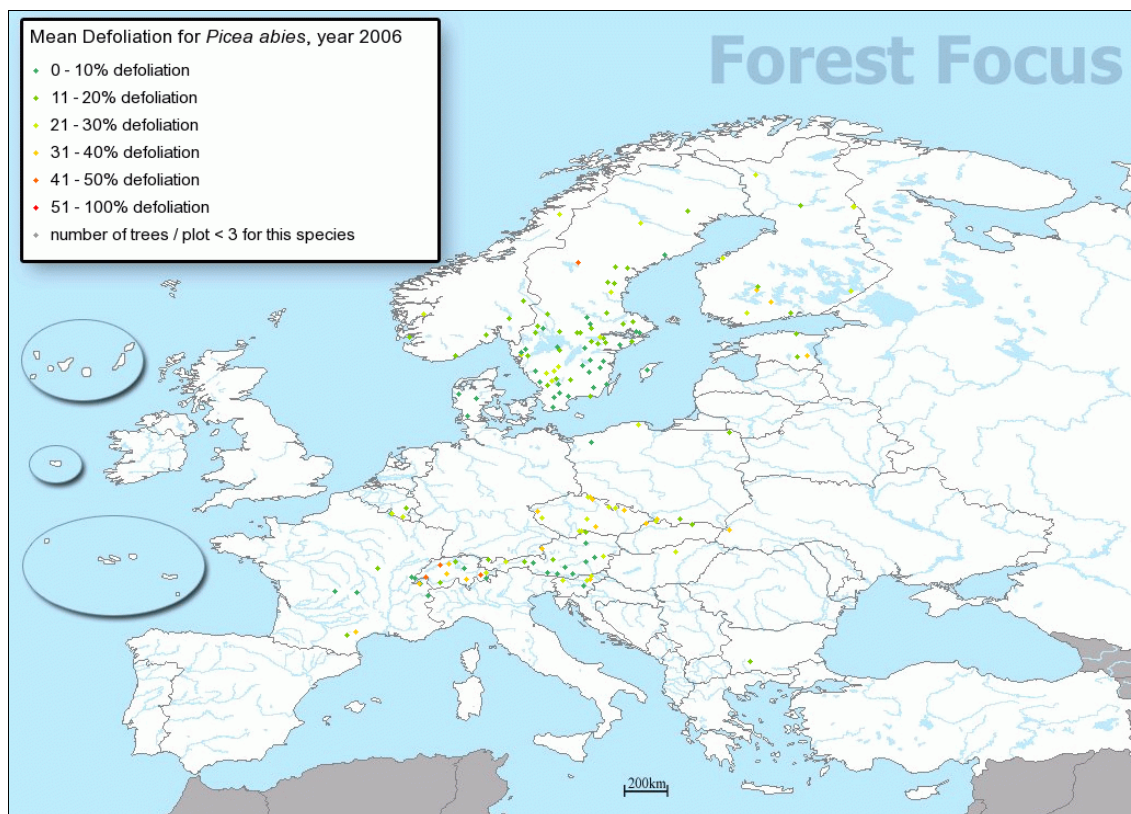 Mean Defoliation for Picea abies, year 2006
0 - 10% defoliation
11 - 20% defoliation
21 - 30% defoliation
31 - 40% defoliation
41 - 50% defoliation
51 - 100% defoliation
number of trees / plot < 3 for this species
Forest Focus
200km